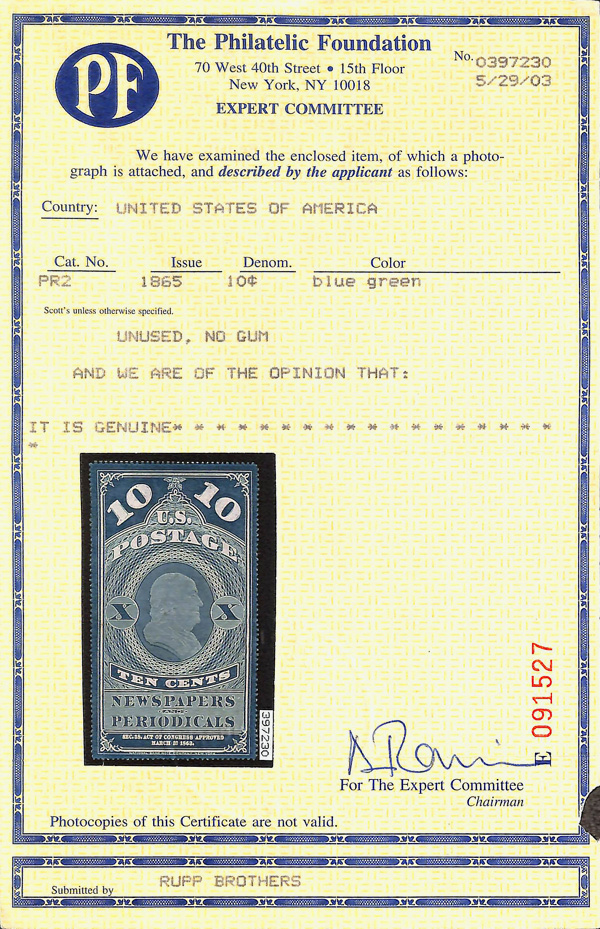 PF
The Philatelic Foundation
70 West 40th Street • 15th Floor
New York, NY 10018
EXPERT COMMITTEE
No. 0397230
5/29/03
We have examined the enclosed item, of which a photo-
graph is attached, and described by the applicant as follows:
Country: UNITED STATES OF AMERICA
Cat. No. Issue Denom. Color
PR2 1865 10¢ blue green
Scott's unless otherwise specified.
UNUSED, NO GUM
AND WE ARE OF THE OPINION THAT:
IT IS GENUINE* * * * * * * * * * * * * * * * * *
*
10 10
U.S.
POSTAGE
X X
TEN CENTS
NEWSPAPERS
AND
PERIODICALS
SEC. 38, ACT OF CONGRESS APPROVED
MARCH 3D 1863.
397230
E 091527
For The Expert Committee
Chairman
Photocopies of this Certificate are not valid.
Submitted by RUPP BROTHERS